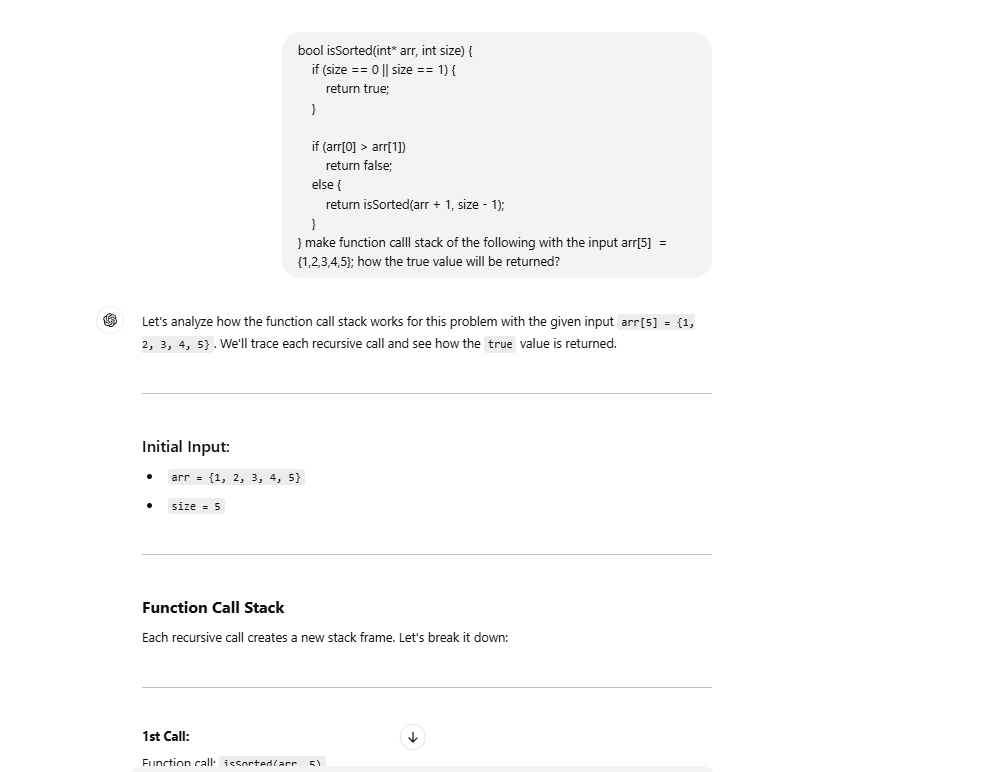 bool isSorted(int* arr, int size) {
if (size == 0 || size == 1) {
return true;
}
if (arr[0] > arr[1])
return false;
else {
return isSorted(arr + 1, size - 1);
}
} make function calll stack of the following with the input arr[5]  =
{1,2,3,4,5}; how the true value will be returned?
Let's analyze how the function call stack works for this problem with the given input arr[5] = {1,
2, 3, 4, 5}. We'll trace each recursive call and see how the true value is returned.
Initial Input:
• arr = {1, 2, 3, 4, 5}
• size = 5
Function Call Stack
Each recursive call creates a new stack frame. Let's break it down:
1st Call:
Function call: isSorted(arr, 5)